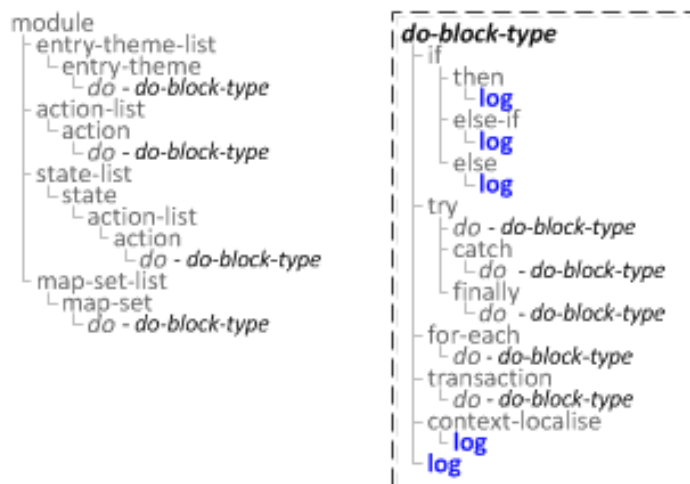 module
entry-theme-list
entry-theme
do - do-block-type
action-list
action
do - do-block-type
state-list
state
action-list
action
do - do-block-type
map-set-list
map-set
do - do-block-type
do-block-type
if
then
log
else-if
log
else
log
try
do - do-block-type
catch
do - do-block-type
finally
do - do-block-type
for-each
do - do-block-type
transaction
do - do-block-type
context-localise
log
log